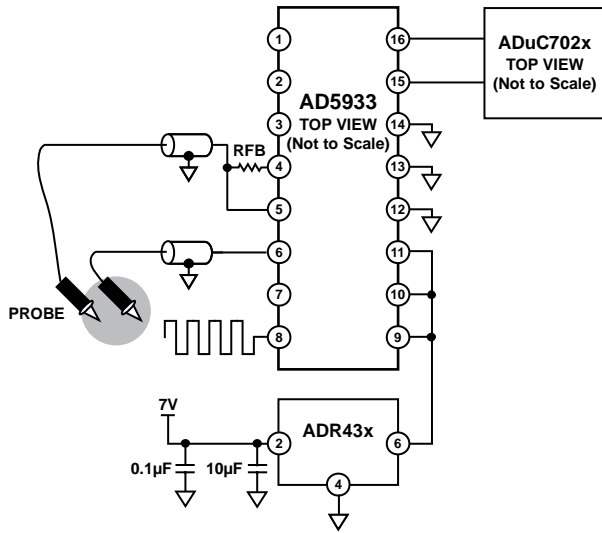 1
2
3
4
5
6
7
8
16
15
14
13
12
11
10
9
AD5933
TOP VIEW
(Not to Scale)
ADuC702x
TOP VIEW
(Not to Scale)
RFB
PROBE
7V
0.1µF
10µF
2
ADR43x
6
4